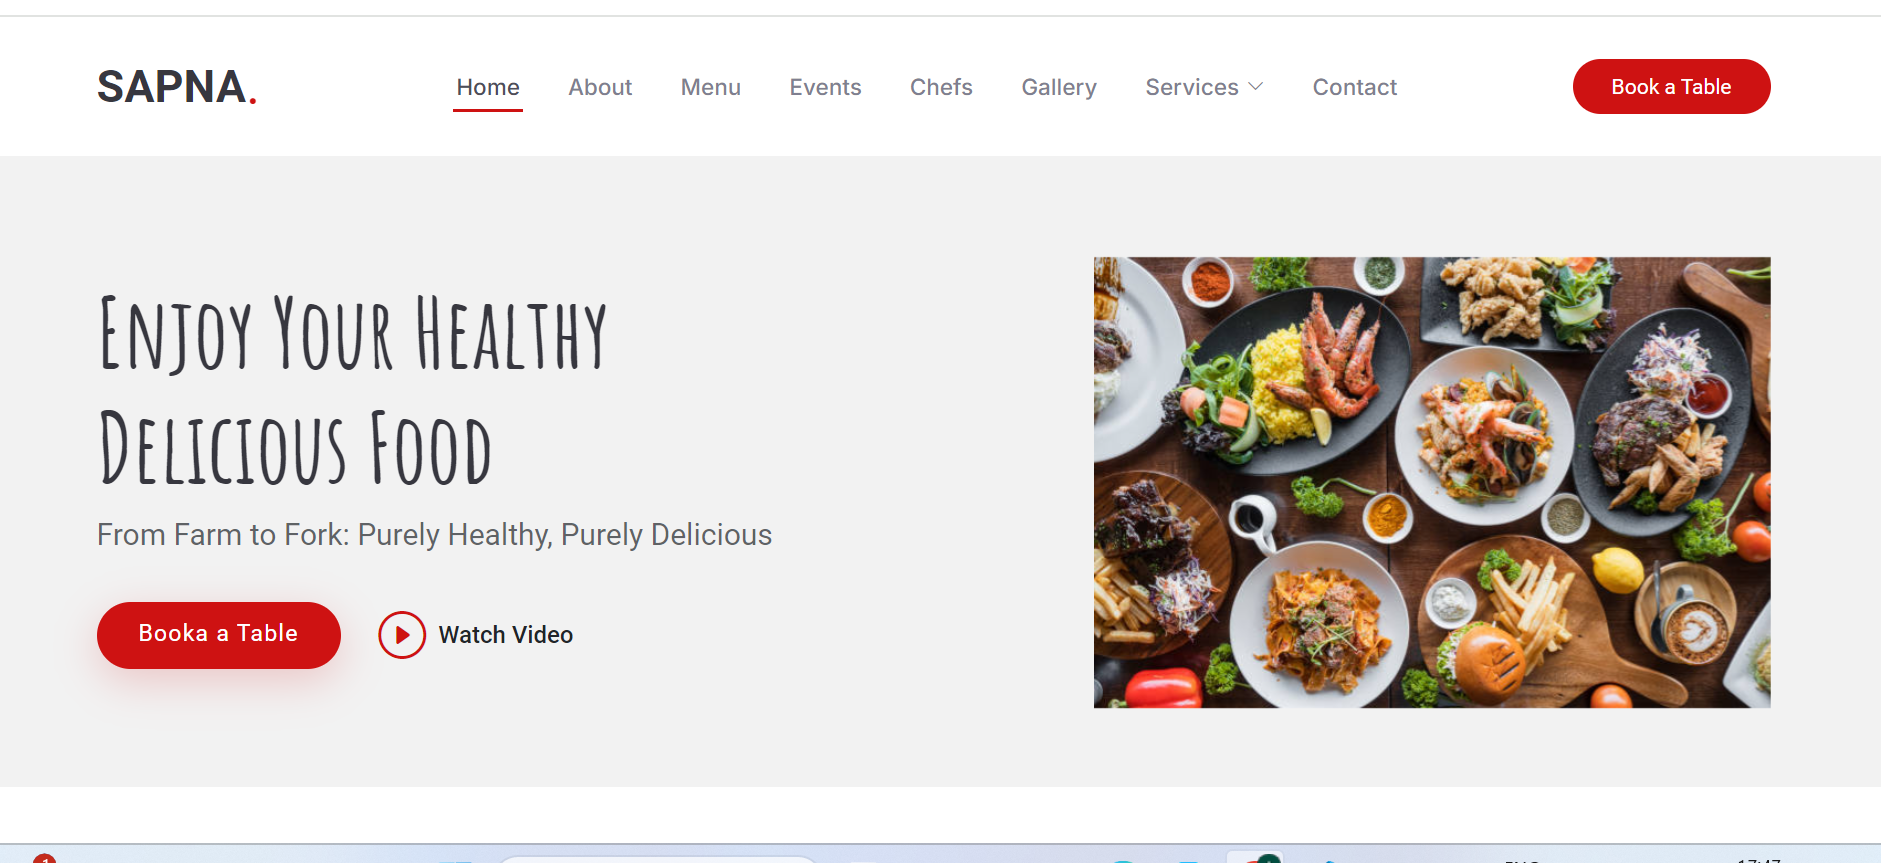 SAPNA.
Home About Menu Events Chefs Gallery Services Contact
Book a Table
Enjoy Your Healthy
Delicious Food
From Farm to Fork: Purely Healthy, Purely Delicious
Booka a Table
Watch Video